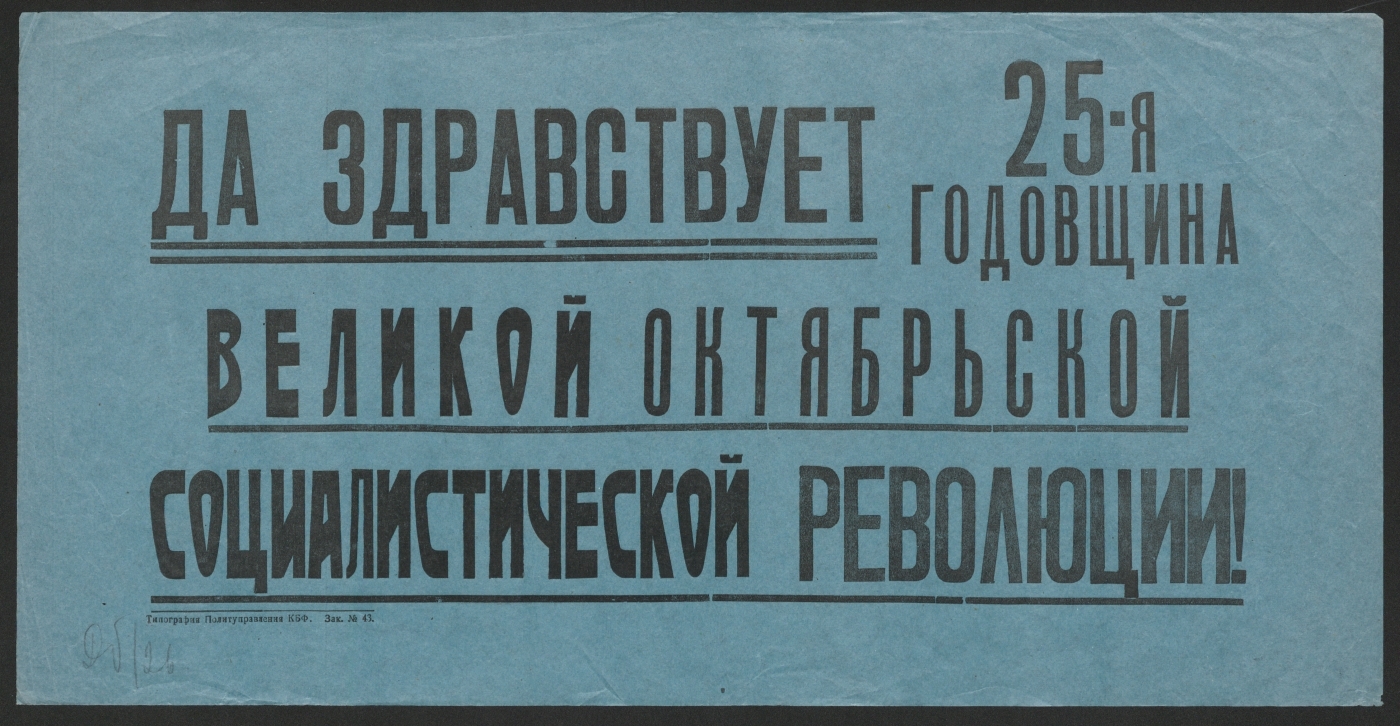 ДА ЗДРАВСТВУЕТ
25-я
ГОДОВЩИНА
ВЕЛИКОЙ ОКТЯБРЬСКОЙ
СОЦИАЛИСТИЧЕСКОЙ РЕВОЛЮЦИИ!
Типография Политуправления КБФ. Зак. № 43.